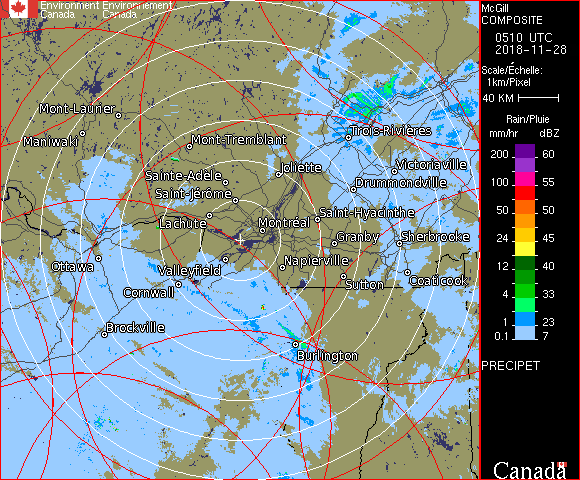 Environment Environnement
Canada Canada
McGill
COMPOSITE
0510 UTC
2018-11-28
Scale/Échelle:
1km/Pixel
40 KM
Rain/Pluie
mm/hr dBZ
200 60
100 55
50 50
24 45
12 40
4 33
1 23
0.1 7
PRECIPET
Canada
Mont-Laurier
Maniwaki
Mont-Tremblant
Trois-Rivières
Joliette
Victoriaville
Sainte-Adèle
Drummondville
Saint-Jérôme
Lachute
Saint-Hyacinthe
Montréal
Granby
Sherbrooke
Ottawa
Valleyfield
Napierville
Cornwall
Sutton
Coaticook
Brockville
Burlington